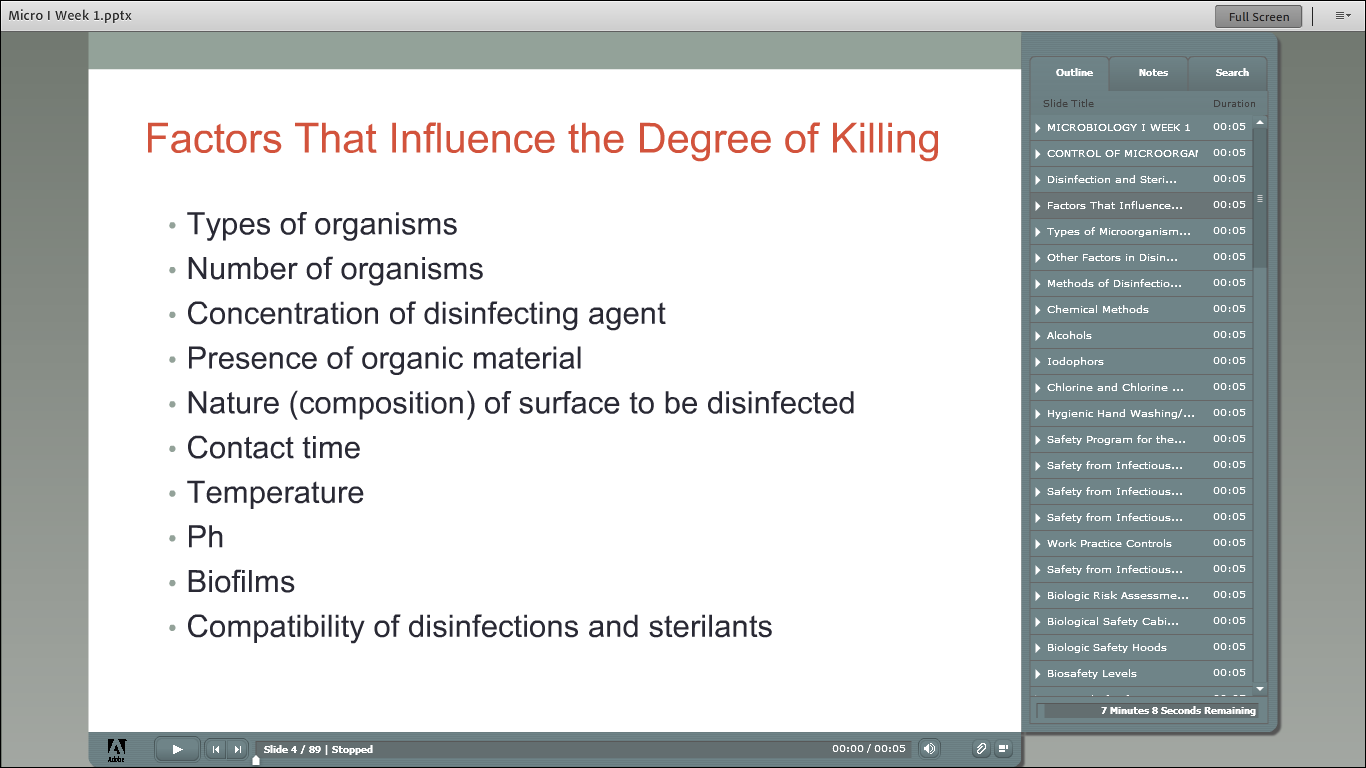 Micro I Week 1.pptx
Full Screen
Factors That Influence the Degree of Killing
• Types of organisms
• Number of organisms
• Concentration of disinfecting agent
• Presence of organic material
• Nature (composition) of surface to be disinfected
• Contact time
• Temperature
• Ph
• Biofilms
• Compatibility of disinfections and sterilants
Outline Notes Search
Slide Title Duration
MICROBIOLOGY I WEEK 1 00:05
CONTROL OF MICROORGAN 00:05
Disinfection and Steri... 00:05
Factors That Influence... 00:05
Types of Microorganism... 00:05
Other Factors in Disin... 00:05
Methods of Disinfectio... 00:05
Chemical Methods 00:05
Alcohols 00:05
Iodophors 00:05
Chlorine and Chlorine ... 00:05
Hygienic Hand Washing/... 00:05
Safety Program for the... 00:05
Safety from Infectious... 00:05
Safety from Infectious... 00:05
Safety from Infectious... 00:05
Work Practice Controls 00:05
Safety from Infectious... 00:05
Biologic Risk Assessme... 00:05
Biological Safety Cabi... 00:05
Biologic Safety Hoods 00:05
Biosafety Levels 00:05
7 Minutes 8 Seconds Remaining
Adobe
Slide 4 / 89 | Stopped
00:00 / 00:05